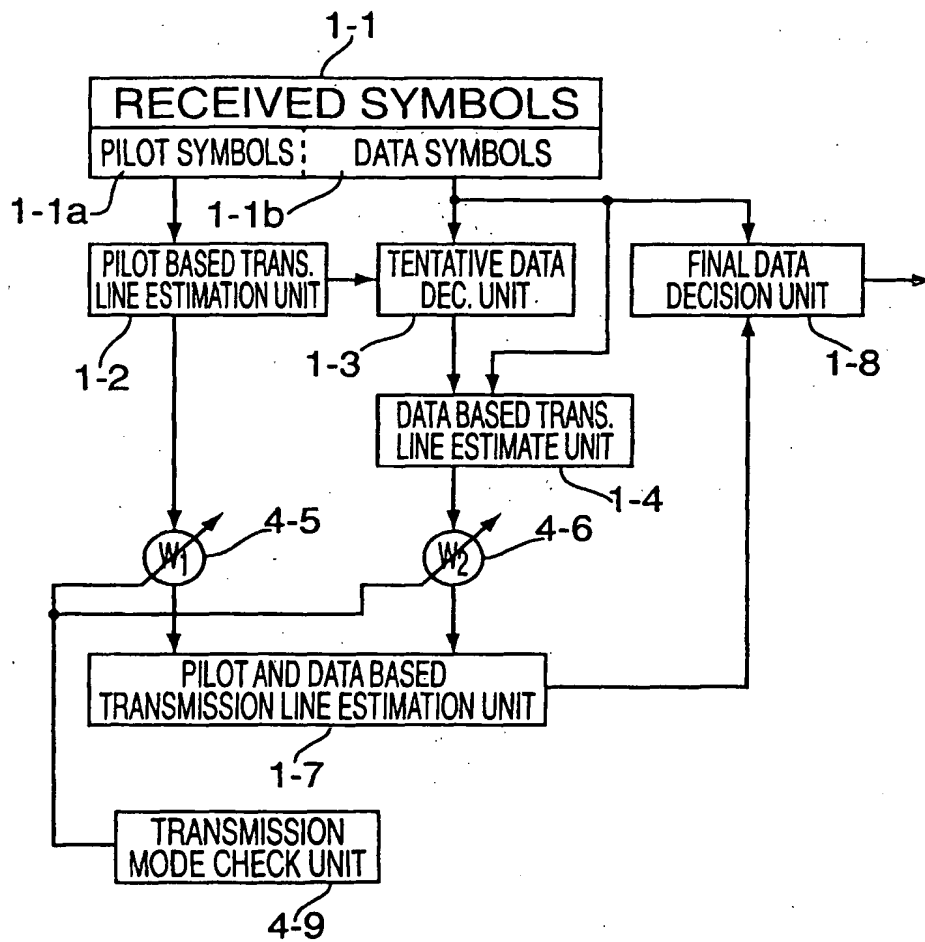 1-1
RECEIVED SYMBOLS
PILOT SYMBOLS
DATA SYMBOLS
1-1a
1-1b
PILOT BASED TRANS.
LINE ESTIMATION UNIT
1-2
TENTATIVE DATA
DEC. UNIT
1-3
FINAL DATA
DECISION UNIT
1-8
DATA BASED TRANS.
LINE ESTIMATE UNIT
1-4
W1
4-5
W2
4-6
PILOT AND DATA BASED
TRANSMISSION LINE ESTIMATION UNIT
1-7
TRANSMISSION
MODE CHECK UNIT
4-9